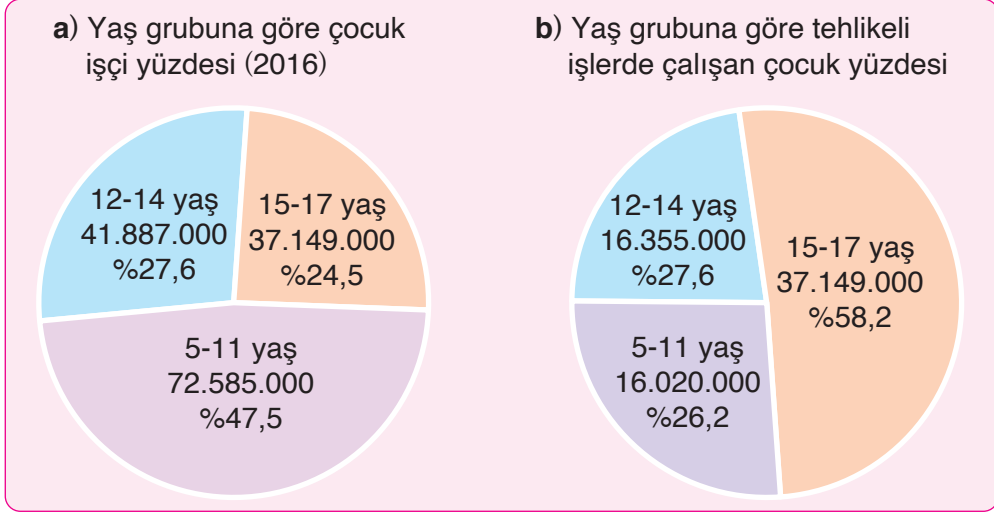 a) Yaş grubuna göre çocuk
işçi yüzdesi (2016)
12-14 yaş
41.887.000
%27,6
15-17 yaş
37.149.000
%24,5
5-11 yaş
72.585.000
%47,5
b) Yaş grubuna göre tehlikeli
işlerde çalışan çocuk yüzdesi
12-14 yaş
16.355.000
%27,6
15-17 yaş
37.149.000
%58,2
5-11 yaş
16.020.000
%26,2